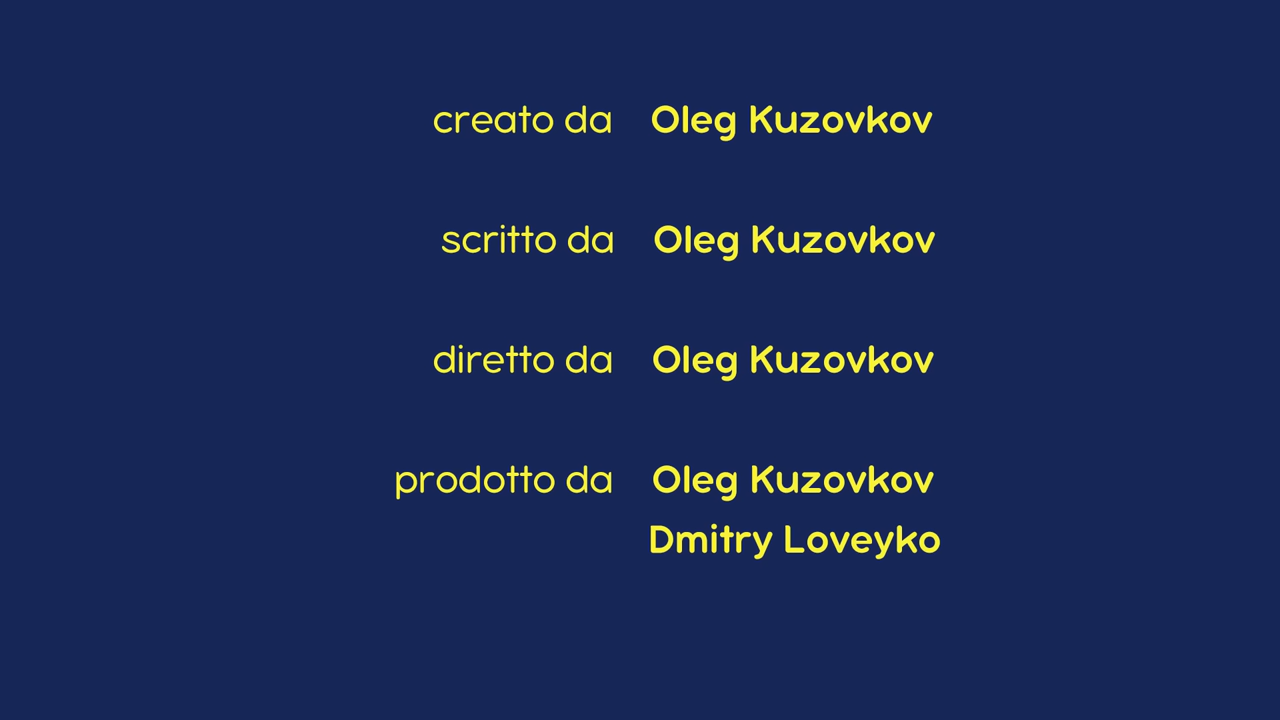 creato da Oleg Kuzovkov
scritto da Oleg Kuzovkov
diretto da Oleg Kuzovkov
prodotto da Oleg Kuzovkov
Dmitry Loveyko